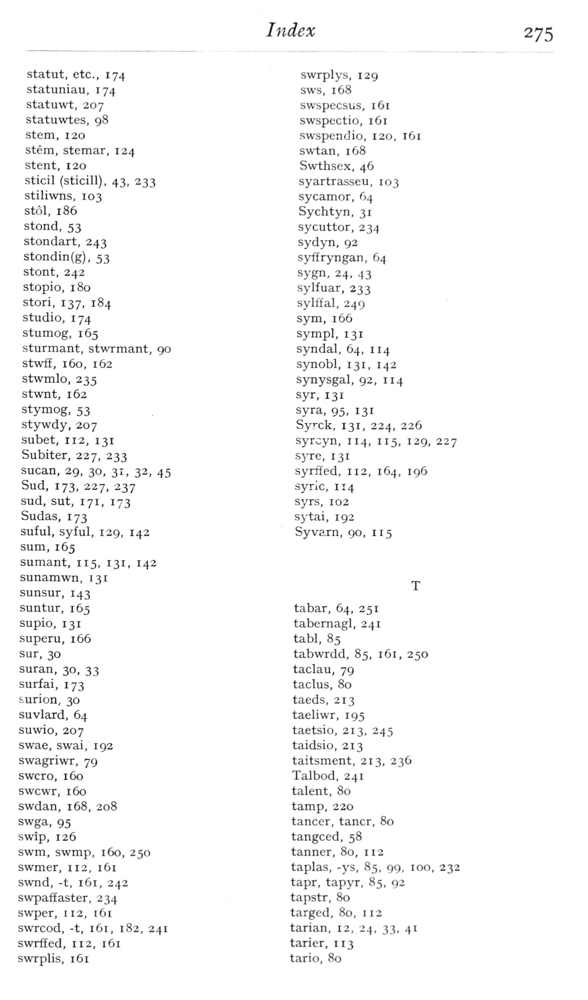 Index
275
statut, etc., 174
statuniau, 174
statuwt, 207
statuwtes, 98
stem, 120
stêm, stemar, 124
stent, 120
sticil (sticill), 43, 233
stiliwns, 103
stôl, 186
stond, 53
stondart, 243
stondin(g), 53
stont, 242
stopio, 180
stori, 137, 184
studio, 174
stumog, 165
sturmant, stwrmant, 90
stwff, 160, 162
stwmlo, 235
stwnt, 162
stymog, 53
stywdy, 207
subet, 112, 131
Subiter, 227, 233
sucan, 29, 30, 31, 32, 45
Sud, 173, 227, 237
sud, sut, 171, 173
Sudas, 173
suful, syful, 129, 142
sum, 165
sumant, 115, 131, 142
sunamwn, 131
sunsur, 143
suntur, 165
supio, 131
superu, 166
sur, 30
suran, 30, 33
surfai, 173
surion, 30
suvlard, 64
suwio, 207
swae, swai, 192
swagriwr, 79
swcro, 160
swcwr, 160
swdan, 168, 208
swga, 95
swîp, 126
swm, swmp, 160, 250
swmer, 112, 161
swnd, -t, 161, 242
swpaffaster, 234
swper, 112, 161
swrcod, -t, 161, 182, 241
swrffed, 112, 161
swrplis, 161
swrplys, 129
sws, 168
swspecsus, 161
swspectio, 161
swspendio, 120, 161
swtan, 168
Swthsex, 46
syartrasseu, 103
sycamor, 64
Sychtyn, 31
sycuttor, 234
sydyn, 92
syffryngan, 64
sygn, 24, 43
sylfuar, 233
sylffal, 249
sym, 166
sympl, 131
syndal, 64, 114
synobl, 131, 142
synysgal, 92, 114
syr, 131
syra, 95, 131
Syrck, 131, 224, 226
syrcyn, 114, 115, 129, 227
syre, 131
syrffed, 112, 164, 196
syric, 114
syrs, 102
sytai, 192
Syvarn, 90, 115
T
tabar, 64, 251
tabernagl, 241
tabl, 85
tabwrdd, 85, 161, 250
taclau, 79
taclus, 80
taeds, 213
taeliwr, 195
taetsio, 213, 245
taidsio, 213
taitsment, 213, 236
Talbod, 241
talent, 80
tamp, 220
tancer, tancr, 80
tangced, 58
tanner, 80, 112
taplas, -ys, 85, 99, 100, 232
tapr, tapyr, 85, 92
tapstr, 80
targed, 80, 112
tarian, 12, 24, 33, 41
tarier, 113
tario, 80